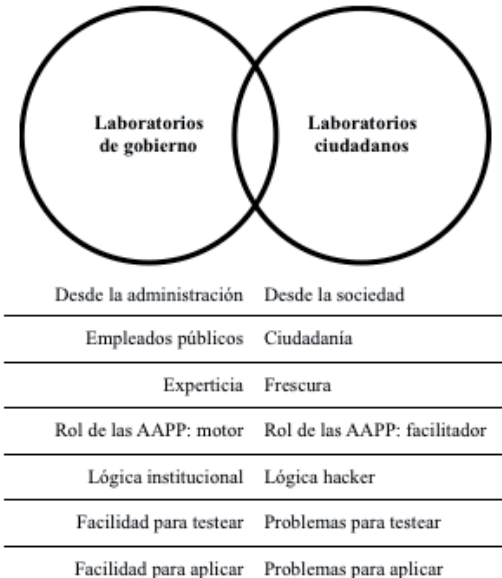 Laboratorios
de gobierno
Laboratorios
ciudadanos
Desde la administración Desde la sociedad
Empleados públicos Ciudadanía
Experticia Frescura
Rol de las AAPP: motor Rol de las AAPP: facilitador
Lógica institucional Lógica hacker
Facilidad para testear Problemas para testear
Facilidad para aplicar Problemas para aplicar